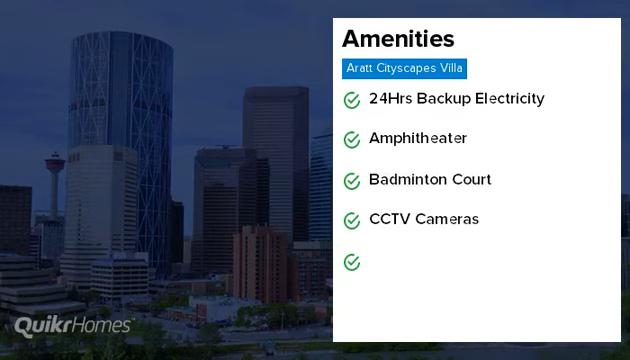 Amenities
Aratt Cityscapes Villa
24Hrs Backup Electricity
Amphitheater
Badminton Court
CCTV Cameras
QuikrHomes